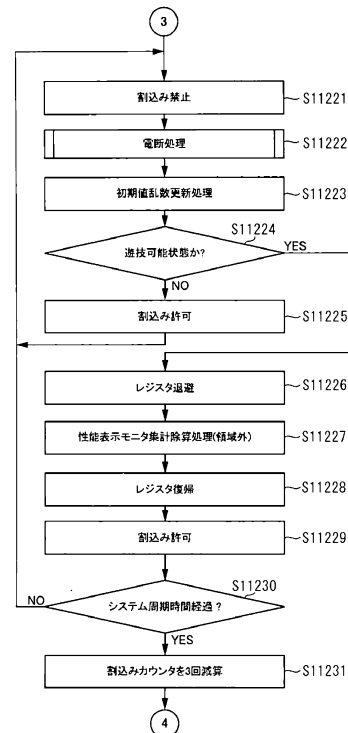 3
割込み禁止
S11221
電断処理
S11222
初期値乱数更新処理
S11223
S11224
遊技可能状態か?
YES
NO
割込み許可
S11225
レジスタ退避
S11226
性能表示モニタ集計除算処理(領域外)
S11227
レジスタ復帰
S11228
割込み許可
S11229
S11230
NO
システム周期時間経過?
YES
割込みカウンタを3回減算
S11231
4